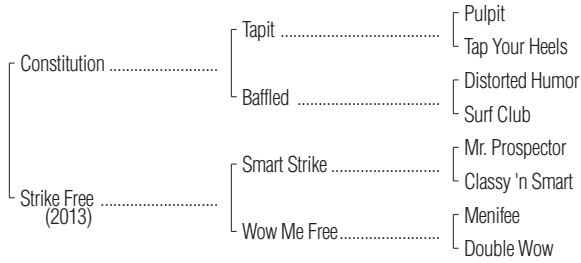 Constitution
Strike Free
(2013)
Tapit
Baffled
Smart Strike
Wow Me Free
Pulpit
Tap Your Heels
Distorted Humor
Surf Club
Mr. Prospector
Classy 'n Smart
Menifee
Double Wow